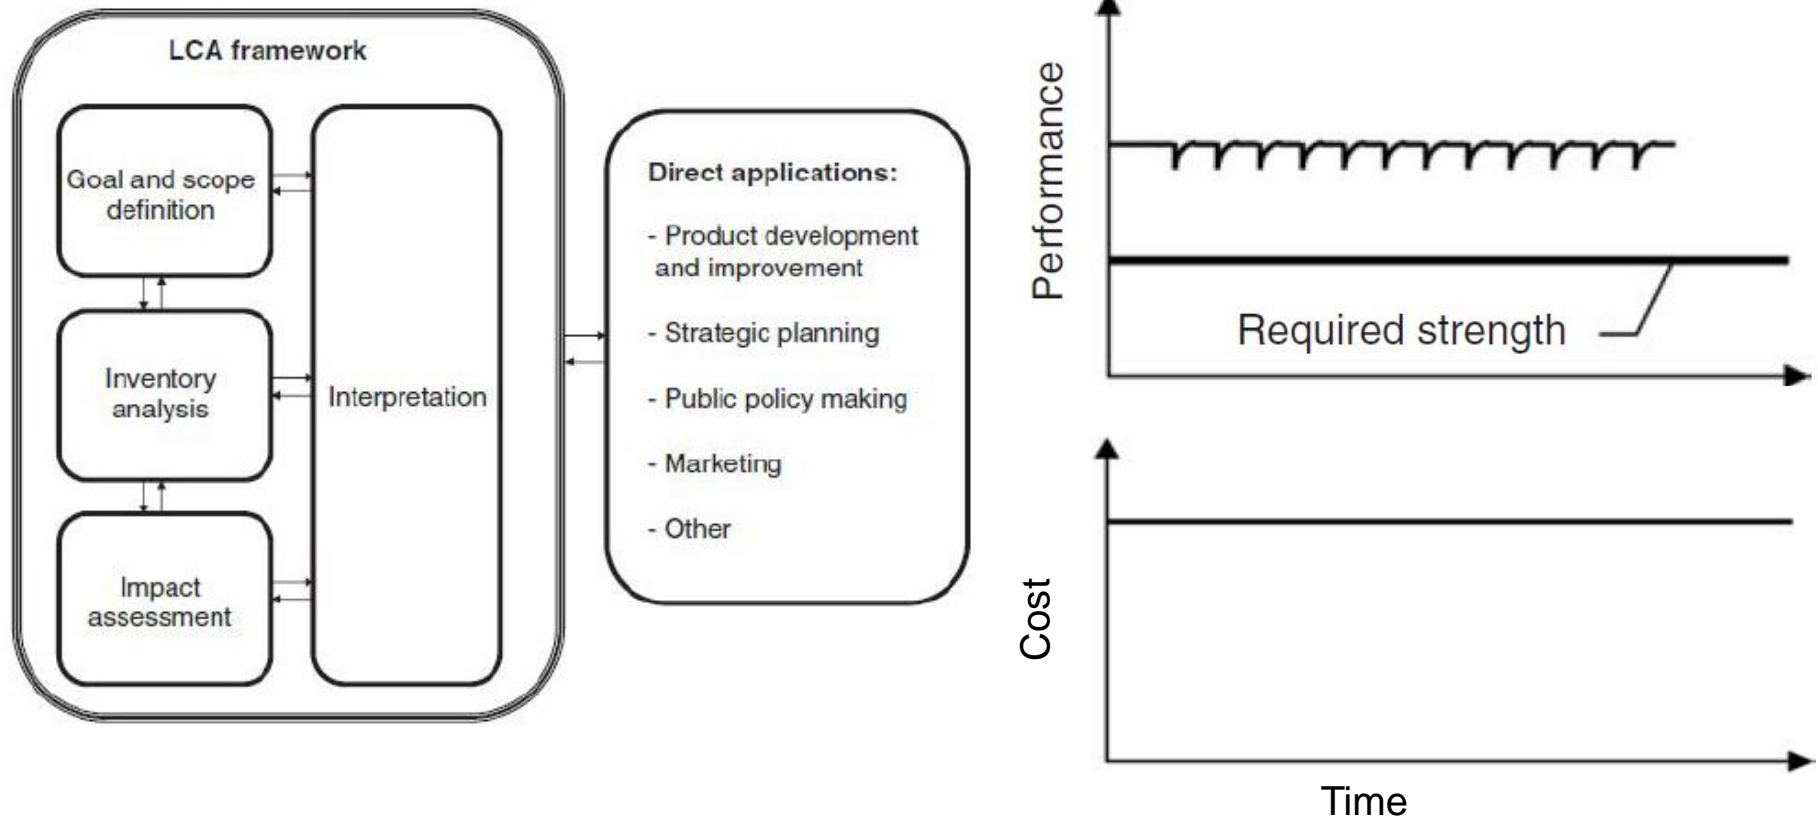 LCA framework
Goal and scope
definition
Inventory
analysis
Impact
assessment
Interpretation
Direct applications:
- Product development
and improvement
- Strategic planning
- Public policy making
- Marketing
- Other
Performance
Required strength
Cost
Time